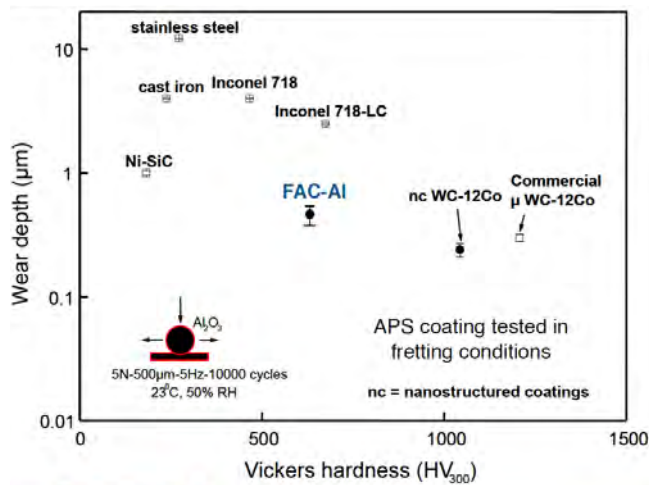 stainless steel
10
cast iron
Inconel 718
Inconel 718-LC
Ni-SiC
1
FAC-Al
nc WC-12Co
Commercial
μ WC-12Co
Wear depth (μm)
0.1
Al₂O₃
APS coating tested in
fretting conditions
5N-500μm-5Hz-10000 cycles
23⁰C, 50% RH
nc = nanostructured coatings
0.01
0
500
1000
1500
Vickers hardness (HV₃₀₀)